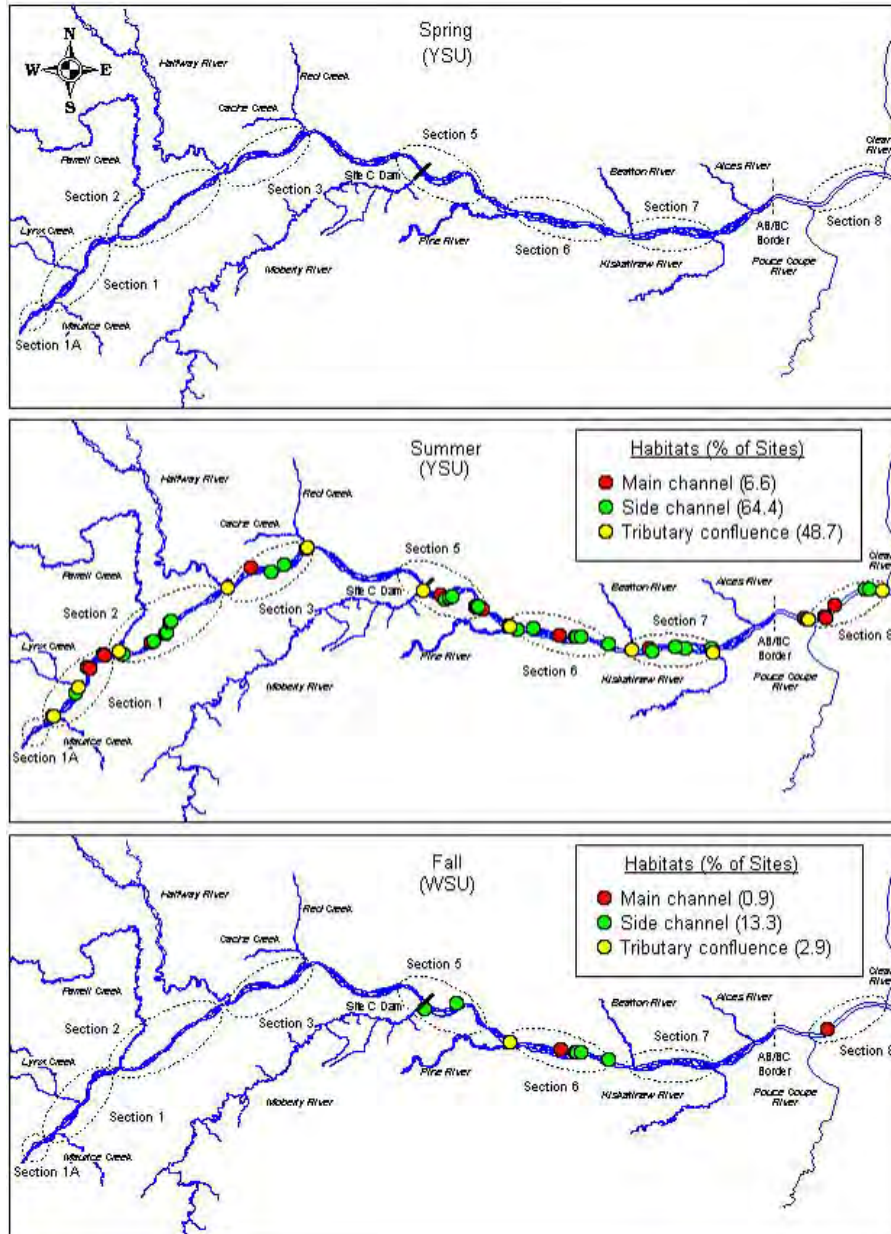 Spring
(YSU)
N
W E
S
Halfway River
Red Creek
Cache Creek
Section 5
Farrell Creek
Section 2
Site C Dam
Section 3
Beatton River
Alces River
Clear
River
Section 7
Lynx Creek
Pine River
Section 6
AB/BC
Border
Section 8
Section 1
Moberly River
Kiskatinaw River
Pouce Coupe
River
Maurice Creek
Section 1A
Summer
(YSU)
Habitats (% of Sites)
Main channel (6.6)
Side channel (64.4)
Tributary confluence (48.7)
Halfway River
Red Creek
Cache Creek
Section 5
Farrell Creek
Section 2
Site C Dam
Section 3
Beatton River
Alces River
Clear
River
Section 7
Lynx Creek
Pine River
Section 6
AB/BC
Border
Section 8
Section 1
Moberly River
Kiskatinaw River
Pouce Coupe
River
Maurice Creek
Section 1A
Fall
(WSU)
Habitats (% of Sites)
Main channel (0.9)
Side channel (13.3)
Tributary confluence (2.9)
Halfway River
Red Creek
Cache Creek
Section 5
Farrell Creek
Section 2
Site C Dam
Section 3
Beatton River
Alces River
Clear
River
Section 7
Lynx Creek
Pine River
Section 6
AB/BC
Border
Section 8
Section 1
Moberly River
Kiskatinaw River
Pouce Coupe
River
Maurice Creek
Section 1A